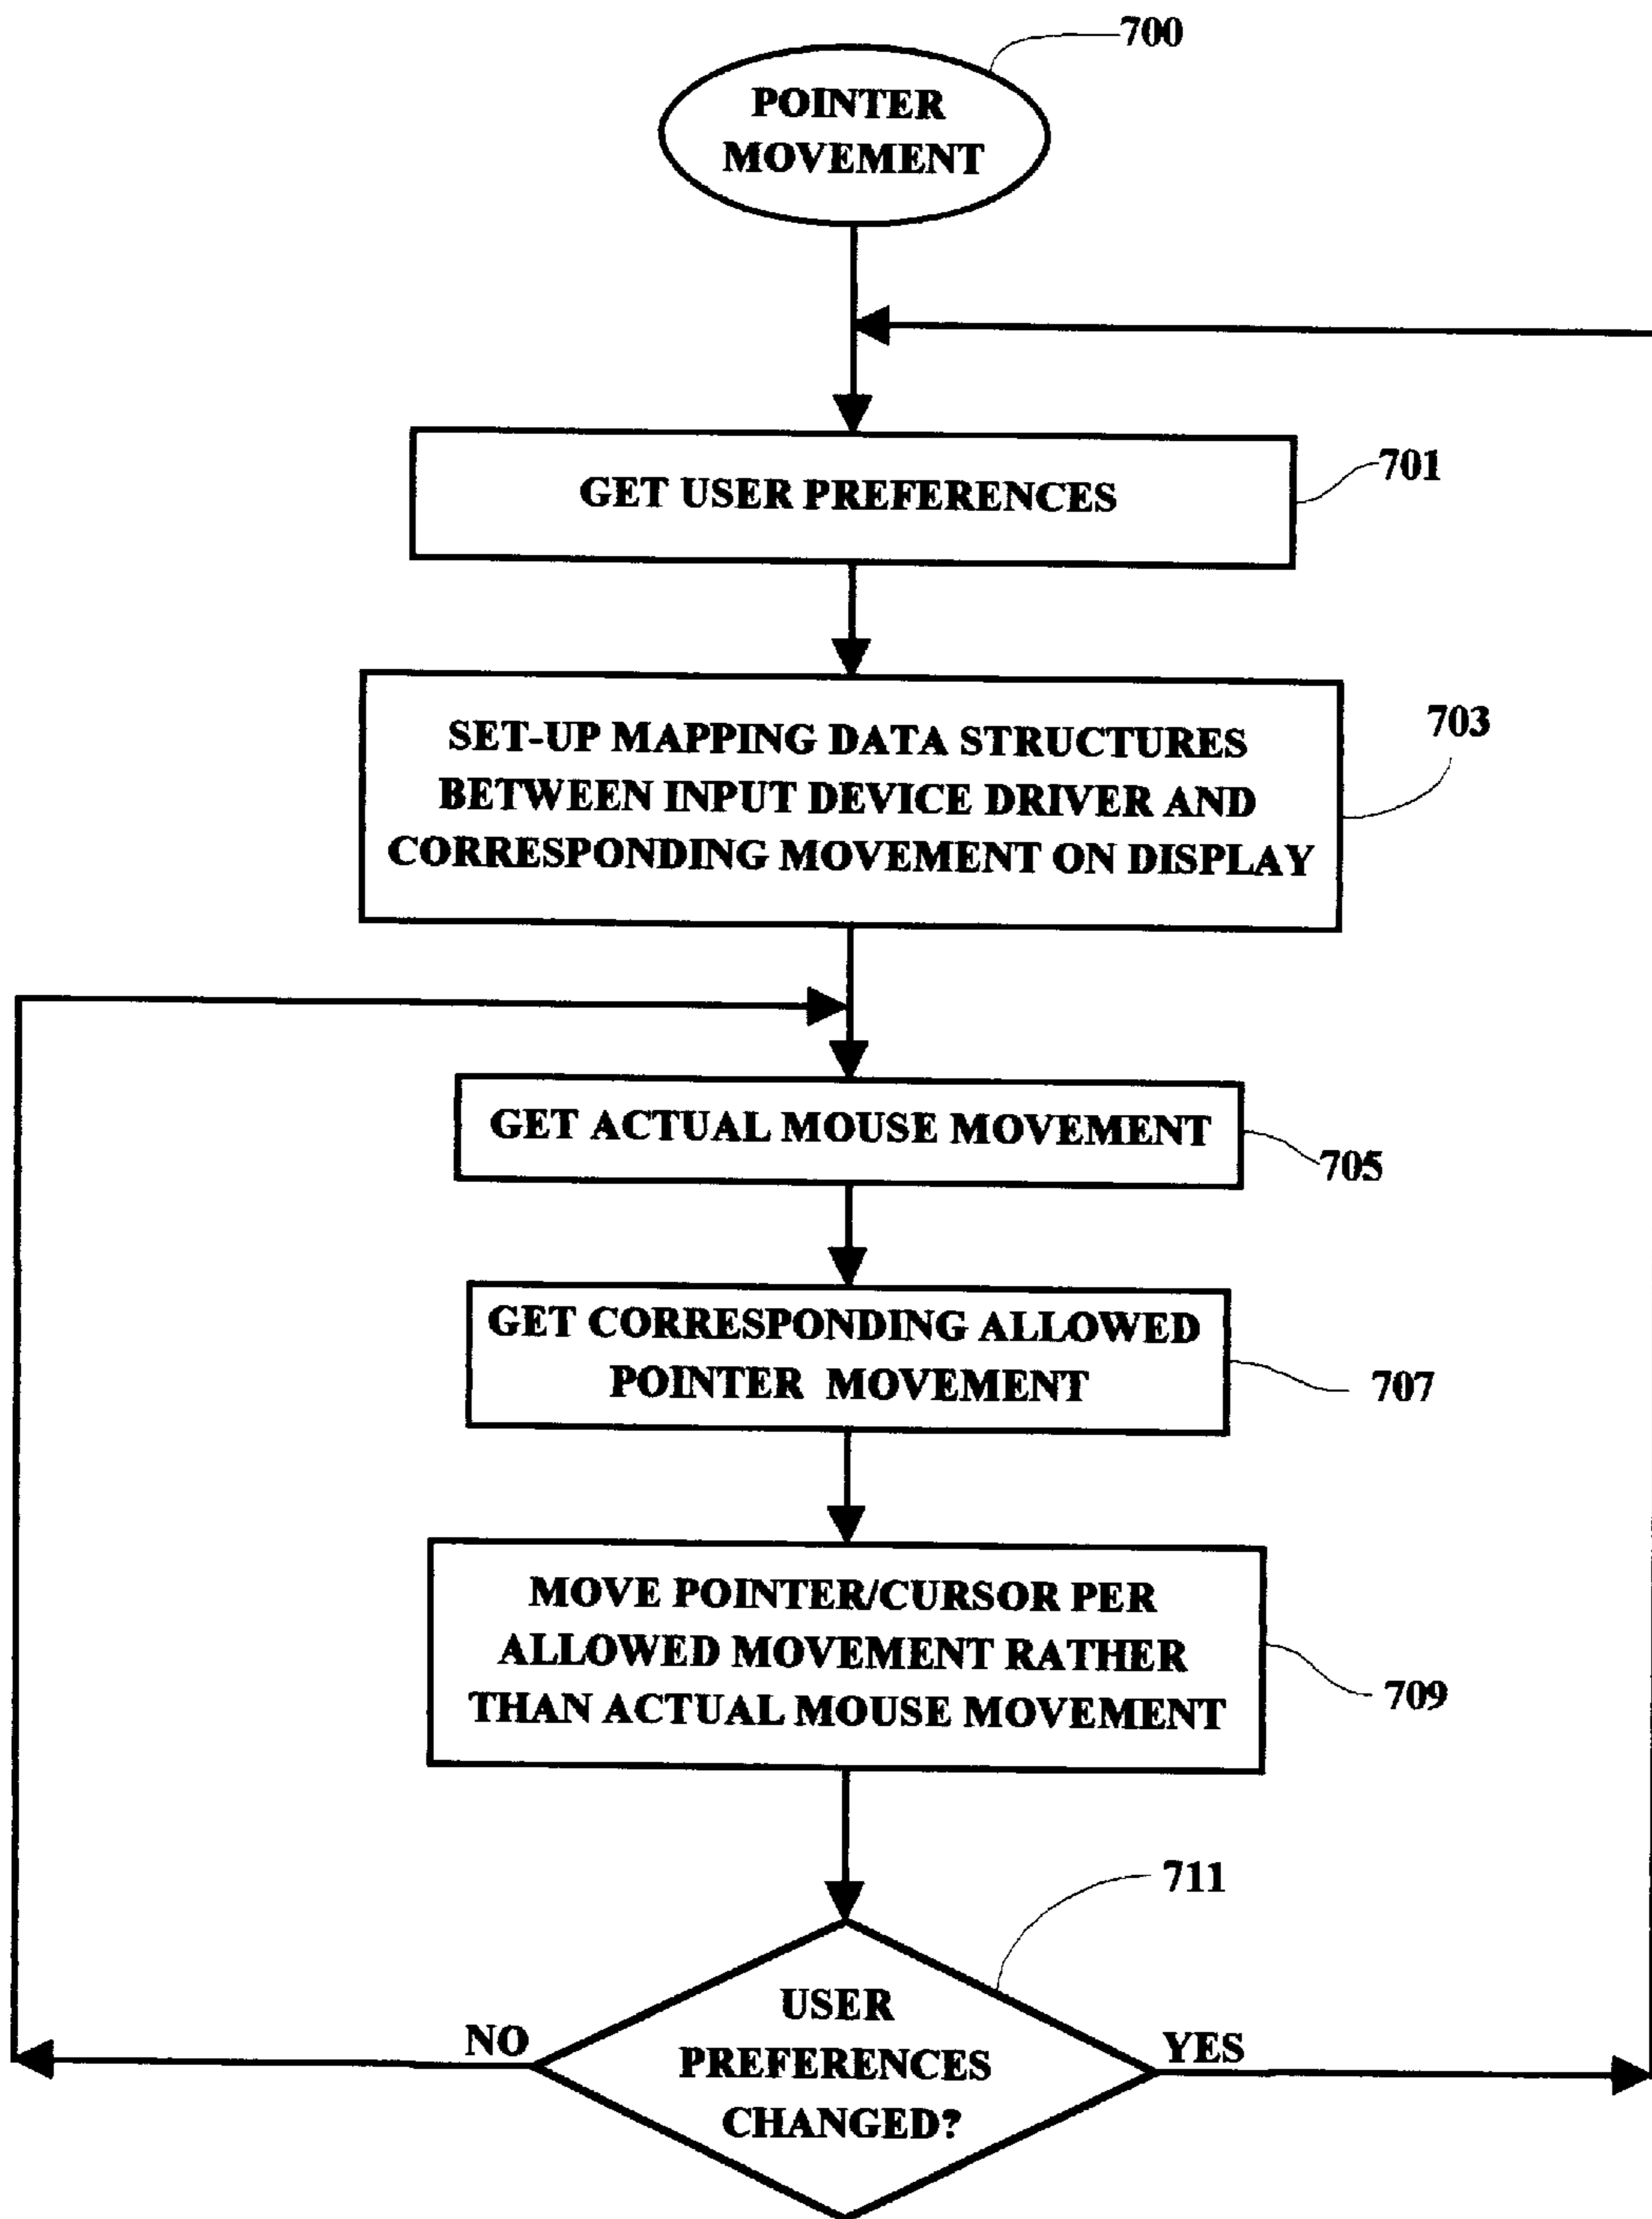 700
POINTER
MOVEMENT
GET USER PREFERENCES
701
SET-UP MAPPING DATA STRUCTURES
BETWEEN INPUT DEVICE DRIVER AND
CORRESPONDING MOVEMENT ON DISPLAY
703
GET ACTUAL MOUSE MOVEMENT
705
GET CORRESPONDING ALLOWED
POINTER MOVEMENT
707
MOVE POINTER/CURSOR PER
ALLOWED MOVEMENT RATHER
THAN ACTUAL MOUSE MOVEMENT
709
711
USER
PREFERENCES
CHANGED?
NO
YES